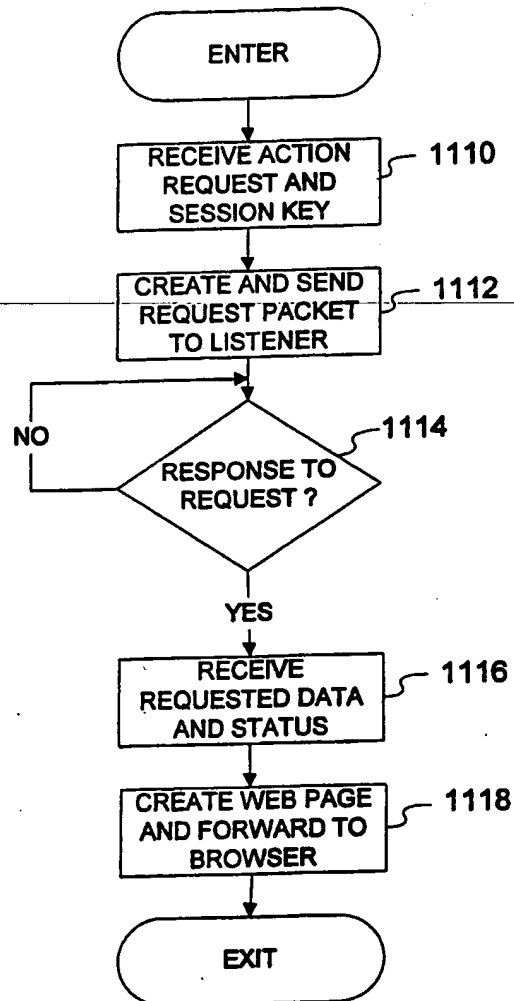 ENTER
RECEIVE ACTION
REQUEST AND
SESSION KEY
1110
CREATE AND SEND
REQUEST PACKET
TO LISTENER
1112
NO
1114
RESPONSE TO
REQUEST ?
YES
RECEIVE
REQUESTED DATA
AND STATUS
1116
CREATE WEB PAGE
AND FORWARD TO
BROWSER
1118
EXIT